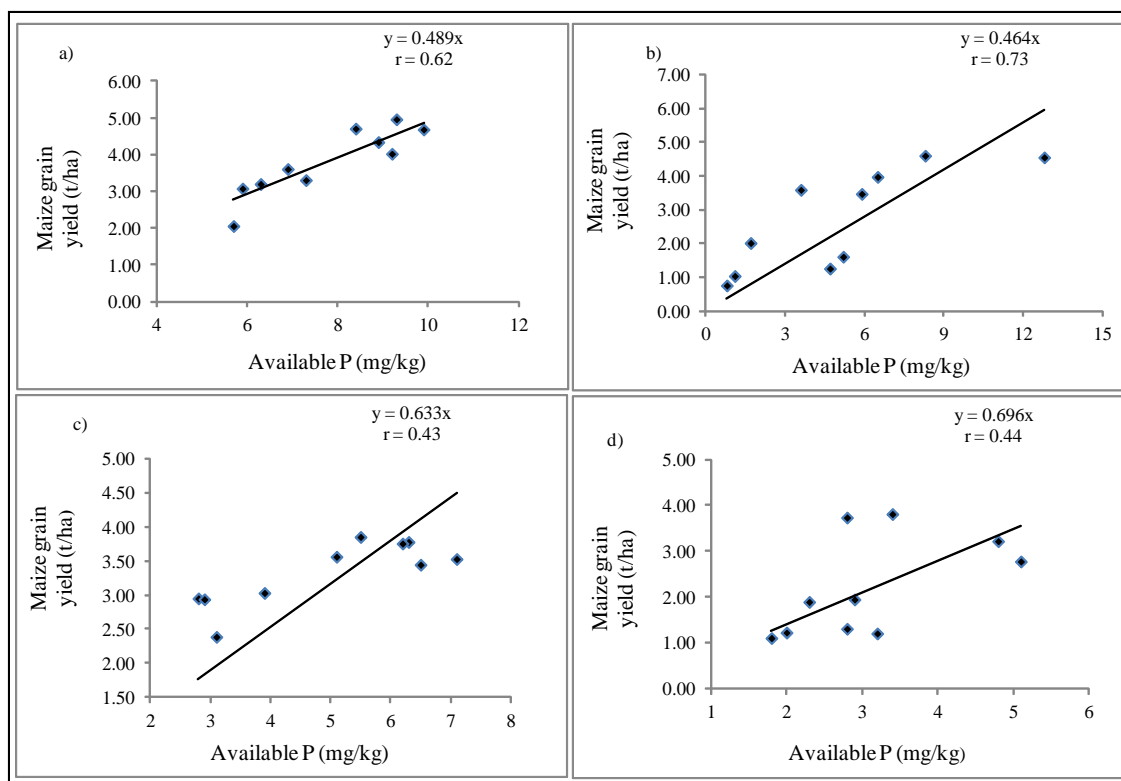 a)
y = 0.489x
r = 0.62
6.00
5.00
4.00
3.00
2.00
1.00
0.00
4 6 8 10 12
Maize grain
yield (t/ha)
Available P (mg/kg)
b)
y = 0.464x
r = 0.73
7.00
6.00
5.00
4.00
3.00
2.00
1.00
0.00
0 3 6 9 12 15
Maize grain
yield (t/ha)
Available P (mg/kg)
c)
y = 0.633x
r = 0.43
5.00
4.50
4.00
3.50
3.00
2.50
2.00
1.50
2 3 4 5 6 7 8
Maize grain
yield (t/ha)
Available P (mg/kg)
d)
y = 0.696x
r = 0.44
5.00
4.00
3.00
2.00
1.00
0.00
1 2 3 4 5 6
Maize grain
yield (t/ha)
Available P (mg/kg)